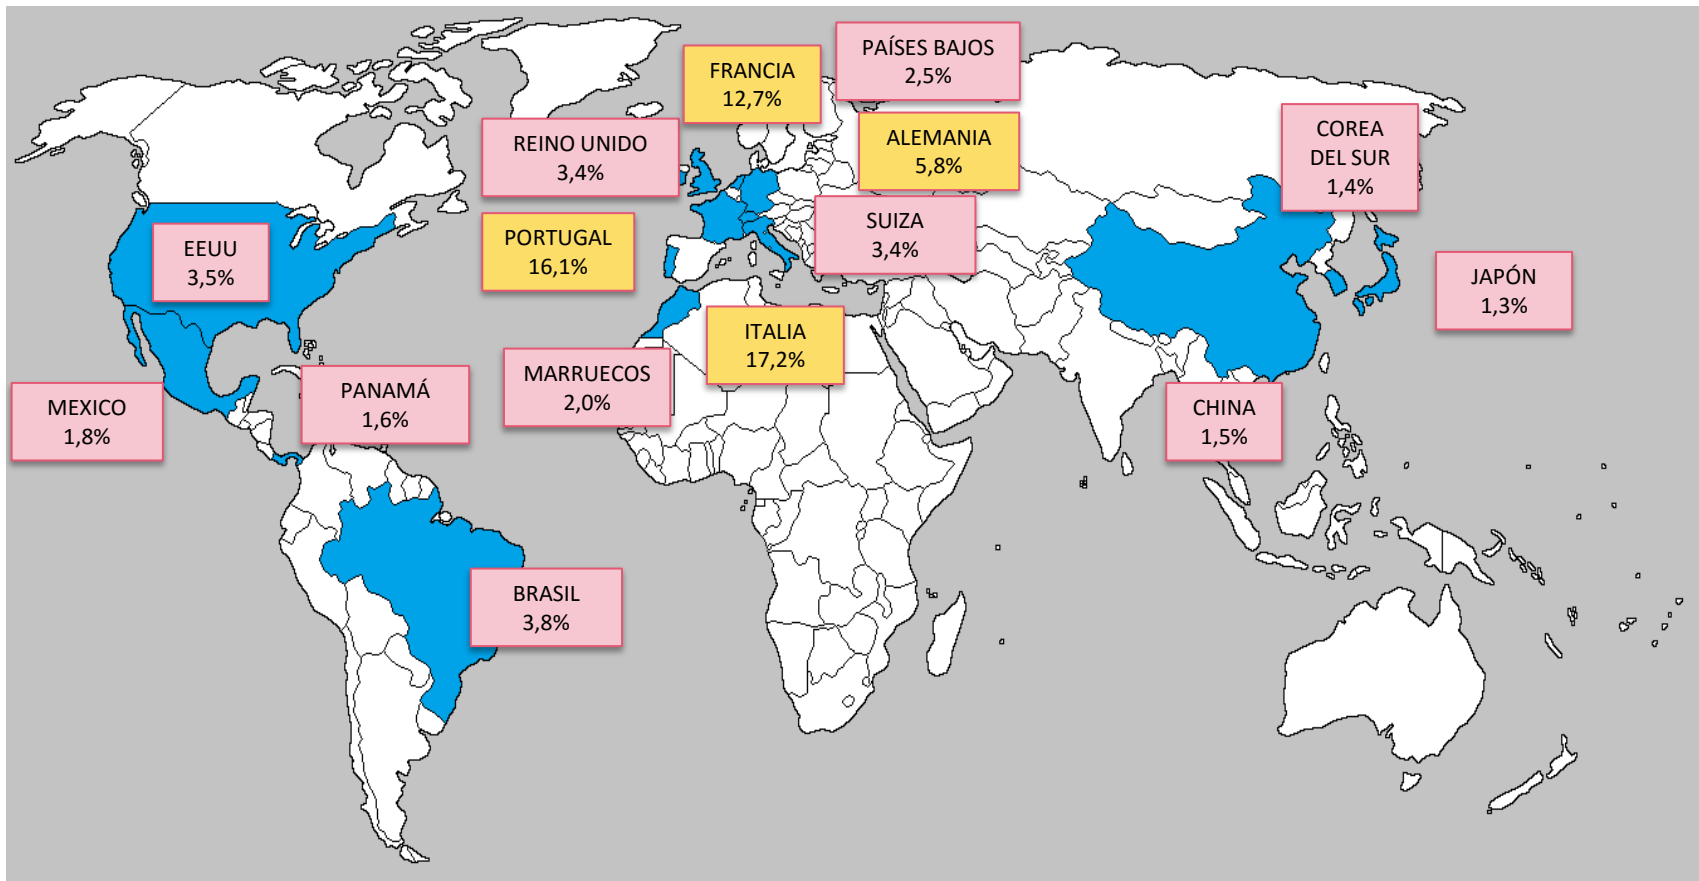 PAÍSES BAJOS
2,5%
FRANCIA
12,7%
COREA
DEL SUR
1,4%
REINO UNIDO
3,4%
ALEMANIA
5,8%
SUIZA
3,4%
PORTUGAL
16,1%
EEUU
3,5%
JAPÓN
1,3%
ITALIA
17,2%
MARRUECOS
2,0%
PANAMÁ
1,6%
MEXICO
1,8%
CHINA
1,5%
BRASIL
3,8%